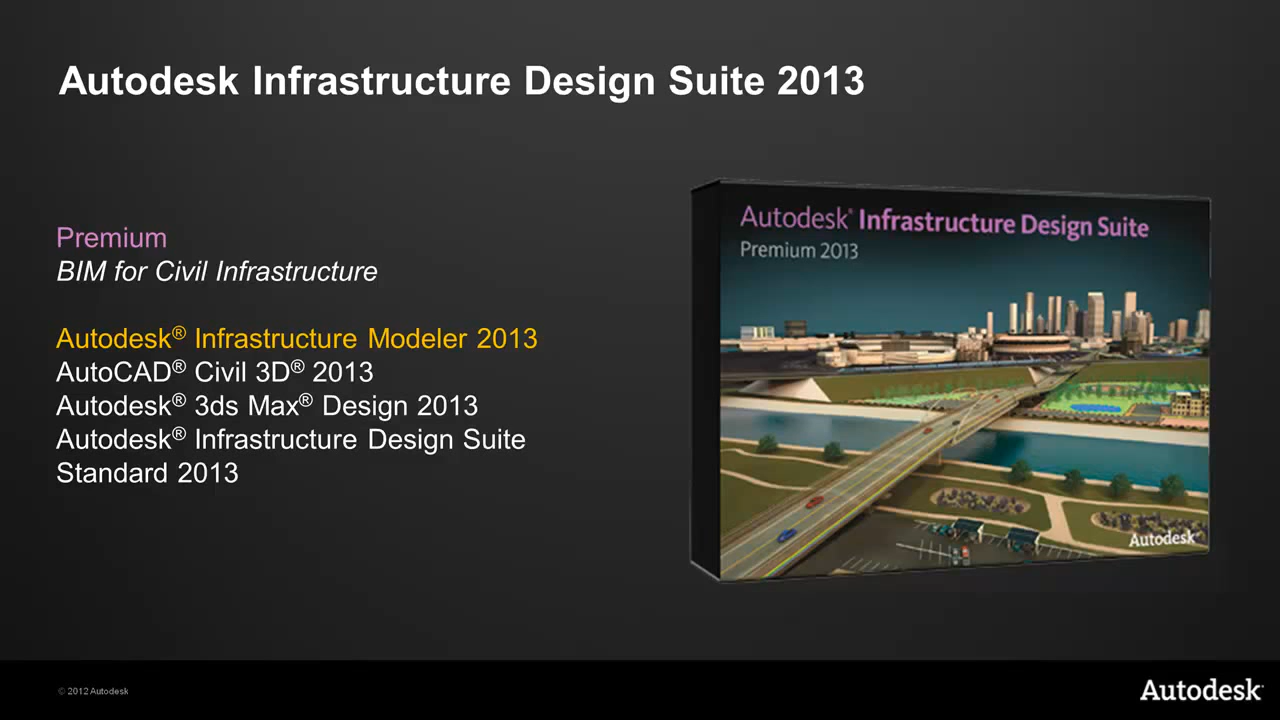 Autodesk Infrastructure Design Suite 2013
Premium
BIM for Civil Infrastructure
Autodesk® Infrastructure Modeler 2013
AutoCAD® Civil 3D® 2013
Autodesk® 3ds Max® Design 2013
Autodesk® Infrastructure Design Suite
Standard 2013
Autodesk® Infrastructure Design Suite
Premium 2013
Autodesk
© 2012 Autodesk
Autodesk